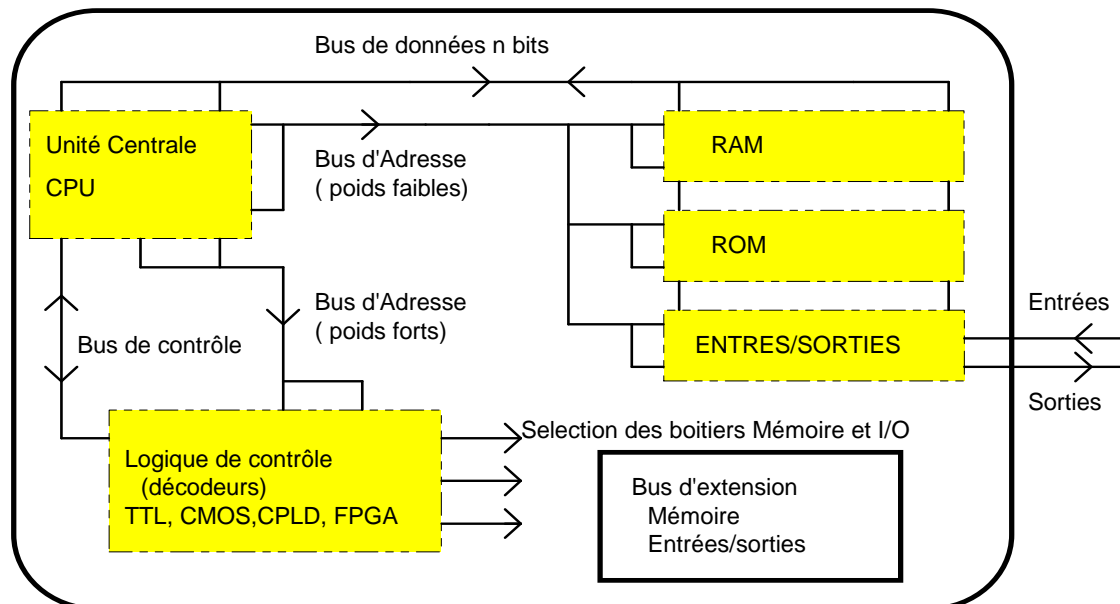 Bus de données n bits
Unité Centrale
CPU
Bus d'Adresse
( poids faibles)
RAM
ROM
Bus d'Adresse
( poids forts)
Bus de contrôle
ENTRES/SORTIES
Entrées
Sorties
Selection des boitiers Mémoire et I/O
Logique de contrôle
(décodeurs)
TTL, CMOS,CPLD, FPGA
Bus d'extension
Mémoire
Entrées/sorties